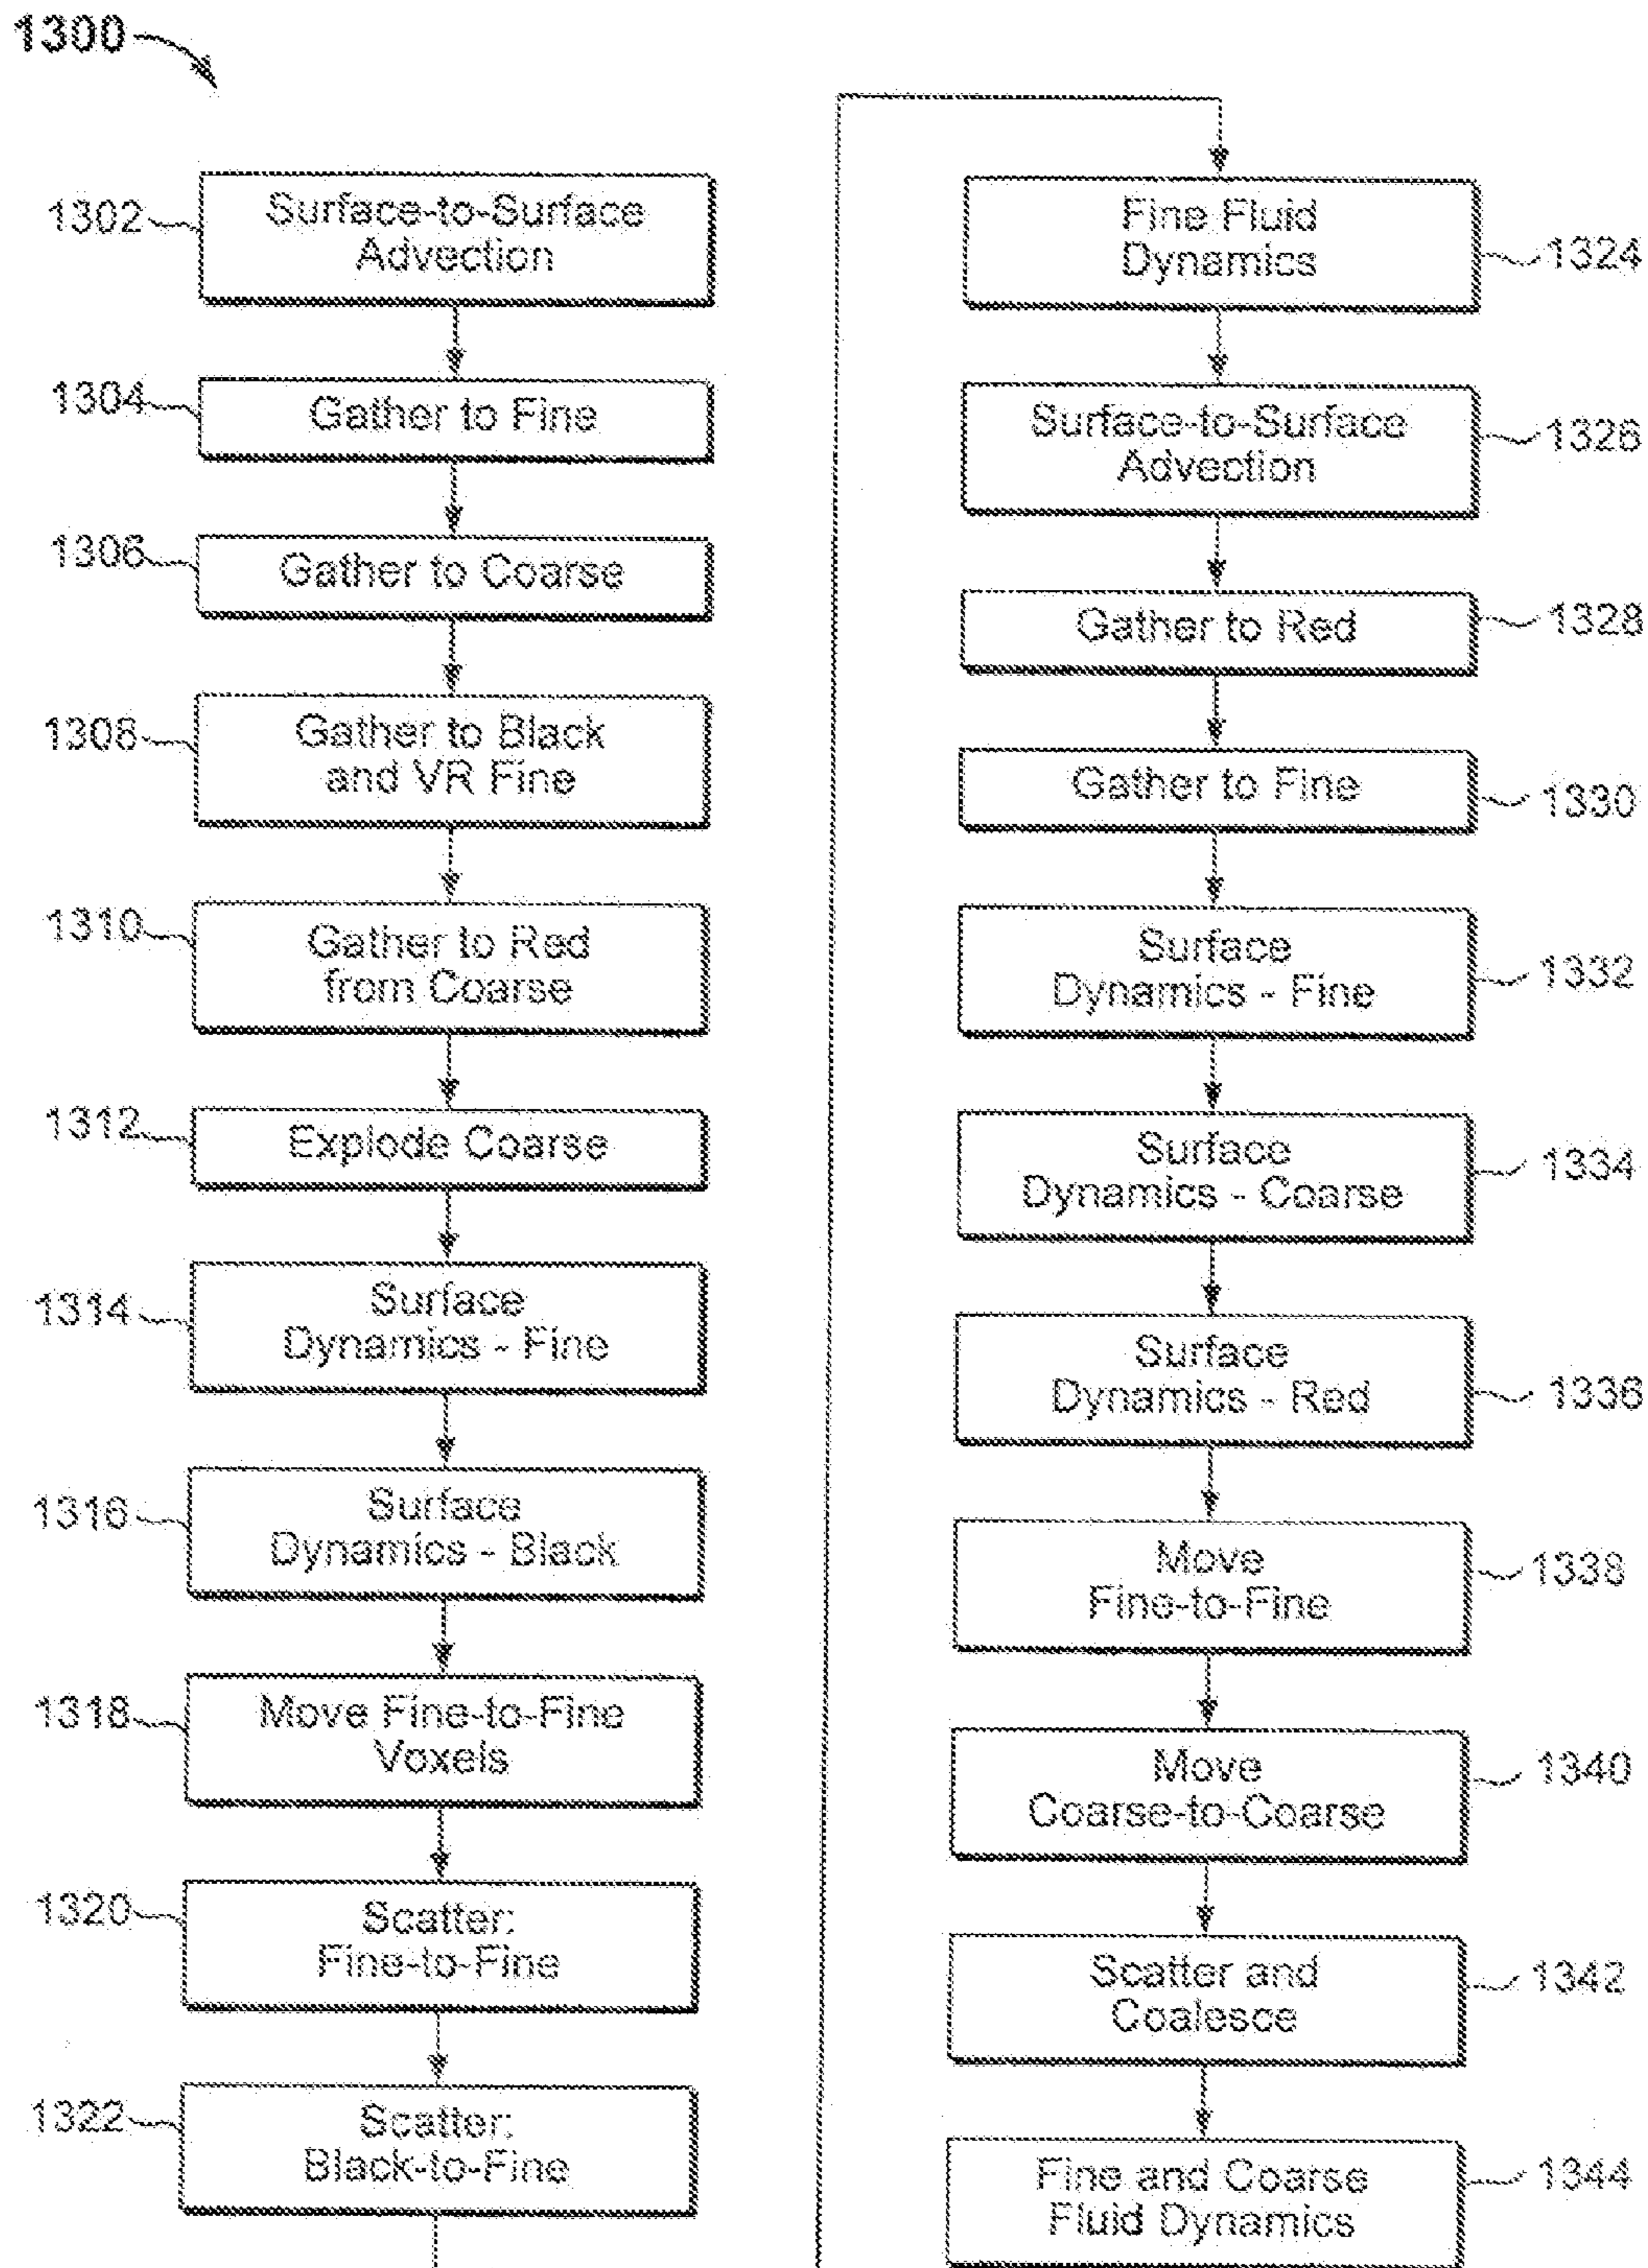 1300
1302
Surface-to-Surface
Advection
1304
Gather to Fine
1306
Gather to Coarse
1308
Gather to Black
and VR Fine
1310
Gather to Red
from Coarse
1312
Explode Coarse
1314
Surface
Dynamics - Fine
1316
Surface
Dynamics - Black
1318
Move Fine-to-Fine
Voxels
1320
Scatter:
Fine-to-Fine
1322
Scatter:
Black-to-Fine
Fine Fluid
Dynamics
1324
Surface-to-Surface
Advection
1326
Gather to Red
1328
Gather to Fine
1330
Surface
Dynamics - Fine
1332
Surface
Dynamics - Coarse
1334
Surface
Dynamics - Red
1336
Move
Fine-to-Fine
1338
Move
Coarse-to-Coarse
1340
Scatter and
Coalesce
1342
Fine and Coarse
Fluid Dynamics
1344